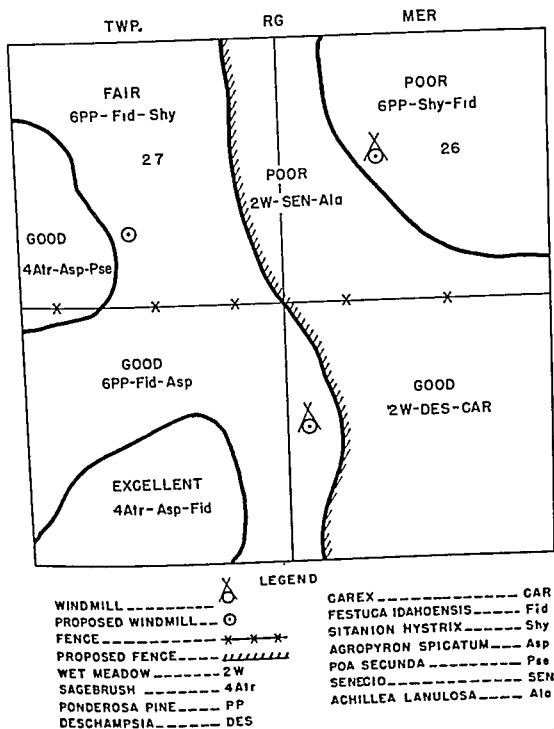 TWP. RG MER
FAIR
6PP-Fid-Shy
27
POOR
6PP-Shy-Fid
26
POOR
2W-SEN-Ala
GOOD
4Atr-Asp-Pse
GOOD
6PP-Fid-Asp
GOOD
2W-DES-CAR
EXCELLENT
4Atr-Asp-Fid
LEGEND
WINDMILL
PROPOSED WINDMILL
FENCE
PROPOSED FENCE
WET MEADOW 2W
SAGEBRUSH 4Atr
PONDEROSA PINE PP
DESCHAMPSIA DES
CAREX CAR
FESTUCA IDAHOENSIS Fid
SITANION HYSTRIX Shy
AGROPYRON SPICATUM Asp
POA SECUNDA Pse
SENECIO SEN
ACHILLEA LANULOSA Ala